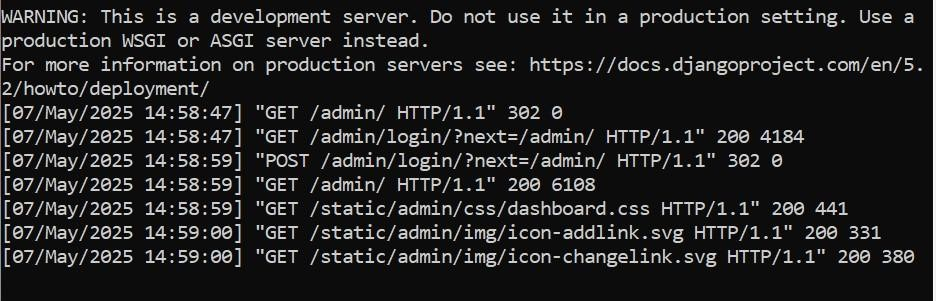 WARNING: This is a development server. Do not use it in a production setting. Use a
production WSGI or ASGI server instead.
For more information on production servers see: https://docs.djangoproject.com/en/5.
2/howto/deployment/
[07/May/2025 14:58:47] "GET /admin/ HTTP/1.1" 302 0
[07/May/2025 14:58:47] "GET /admin/login/?next=/admin/ HTTP/1.1" 200 4184
[07/May/2025 14:58:59] "POST /admin/login/?next=/admin/ HTTP/1.1" 302 0
[07/May/2025 14:58:59] "GET /admin/ HTTP/1.1" 200 6108
[07/May/2025 14:58:59] "GET /static/admin/css/dashboard.css HTTP/1.1" 200 441
[07/May/2025 14:59:00] "GET /static/admin/img/icon-addlink.svg HTTP/1.1" 200 331
[07/May/2025 14:59:00] "GET /static/admin/img/icon-changelink.svg HTTP/1.1" 200 380